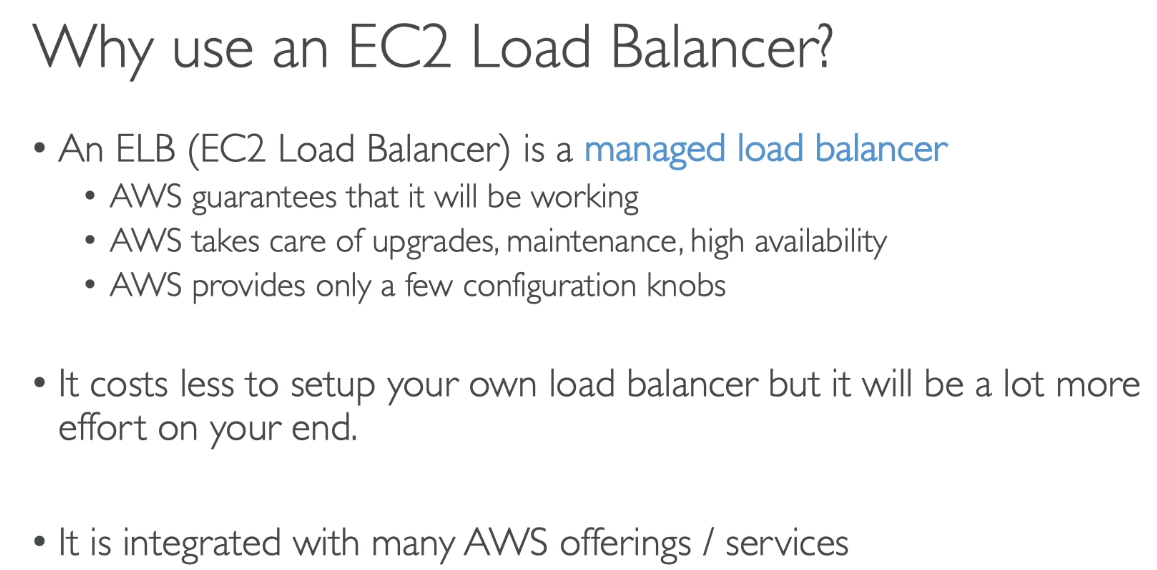 Why use an EC2 Load Balancer?
• An ELB (EC2 Load Balancer) is a managed load balancer
• AWS guarantees that it will be working
• AWS takes care of upgrades, maintenance, high availability
• AWS provides only a few configuration knobs
• It costs less to setup your own load balancer but it will be a lot more
effort on your end.
• It is integrated with many AWS offerings / services